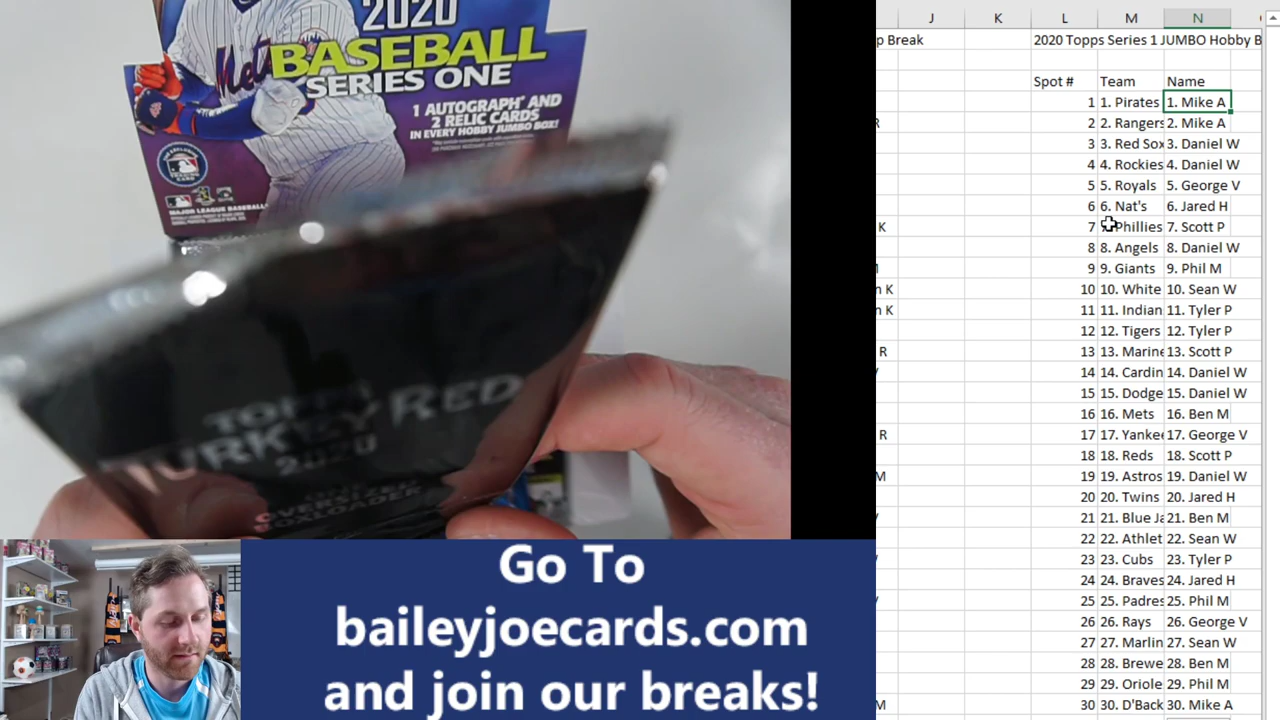 2020
BASEBALL
SERIES ONE
1 AUTOGRAPH AND
2 RELIC CARDS
IN EVERY HOBBY JUMBO BOX!
Mets
MAJOR LEAGUE BASEBALL
TOPPS
TURKEY RED
2020
OVERSIZED
BOXLOADER
Go To
baileyjoecards.com
and join our breaks!
J K L M N
p Break 2020 Topps Series 1 JUMBO Hobby B
Spot # Team Name
1 1. Pirates 1. Mike A
R 2 2. Rangers 2. Mike A
3 3. Red Sox 3. Daniel W
4 4. Rockies 4. Daniel W
5 5. Royals 5. George V
6 6. Nat's 6. Jared H
K 7 Phillies 7. Scott P
8 8. Angels 8. Daniel W
M 9 9. Giants 9. Phil M
n K 10 10. White 10. Sean W
n K 11 11. Indian 11. Tyler P
12 12. Tigers 12. Tyler P
R 13 13. Marine 13. Scott P
14 14. Cardin 14. Daniel W
15 15. Dodge 15. Daniel W
16 16. Mets 16. Ben M
R 17 17. Yankee 17. George V
18 18. Reds 18. Scott P
M 19 19. Astros 19. Daniel W
20 20. Twins 20. Jared H
21 21. Blue Ja 21. Ben M
22 22. Athlet 22. Sean W
23 23. Cubs 23. Tyler P
24 24. Braves 24. Jared H
25 25. Padres 25. Phil M
26 26. Rays 26. George V
27 27. Marlin 27. Sean W
28 28. Brewe 28. Ben M
29 29. Oriole 29. Phil M
M 30 30. D'Back 30. Mike A